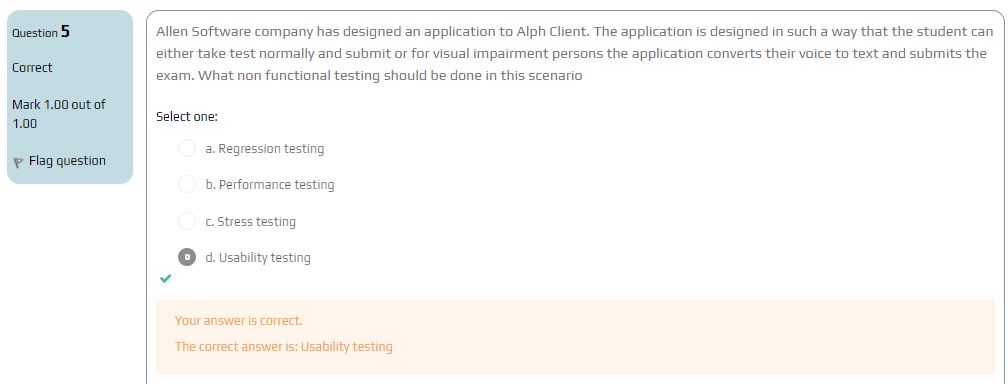 Question 5
Correct
Mark 1.00 out of
1.00
Flag question
Allen Software company has designed an application to Alph Client. The application is designed in such a way that the student can
either take test normally and submit or for visual impairment persons the application converts their voice to text and submits the
exam. What non functional testing should be done in this scenario
Select one:
a. Regression testing
b. Performance testing
c. Stress testing
d. Usability testing
Your answer is correct.
The correct answer is: Usability testing